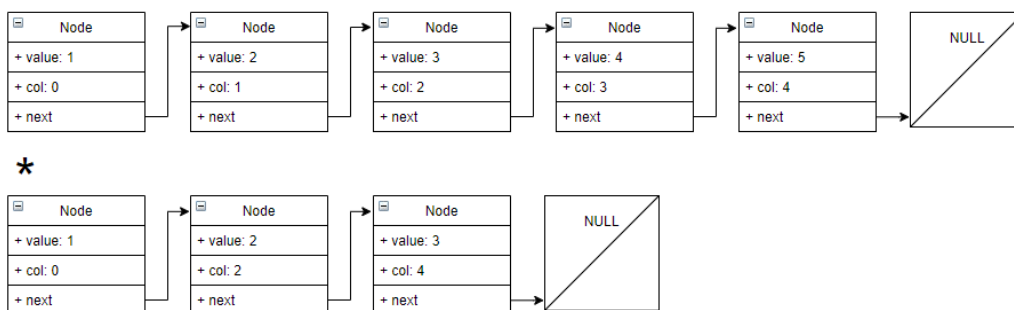 Node Node Node Node Node
+ value: 1 + value: 2 + value: 3 + value: 4 + value: 5 NULL
+ col: 0 + col: 1 + col: 2 + col: 3 + col: 4
+ next + next + next + next + next
*
Node Node Node
+ value: 1 + value: 2 + value: 3 NULL
+ col: 0 + col: 2 + col: 4
+ next + next + next